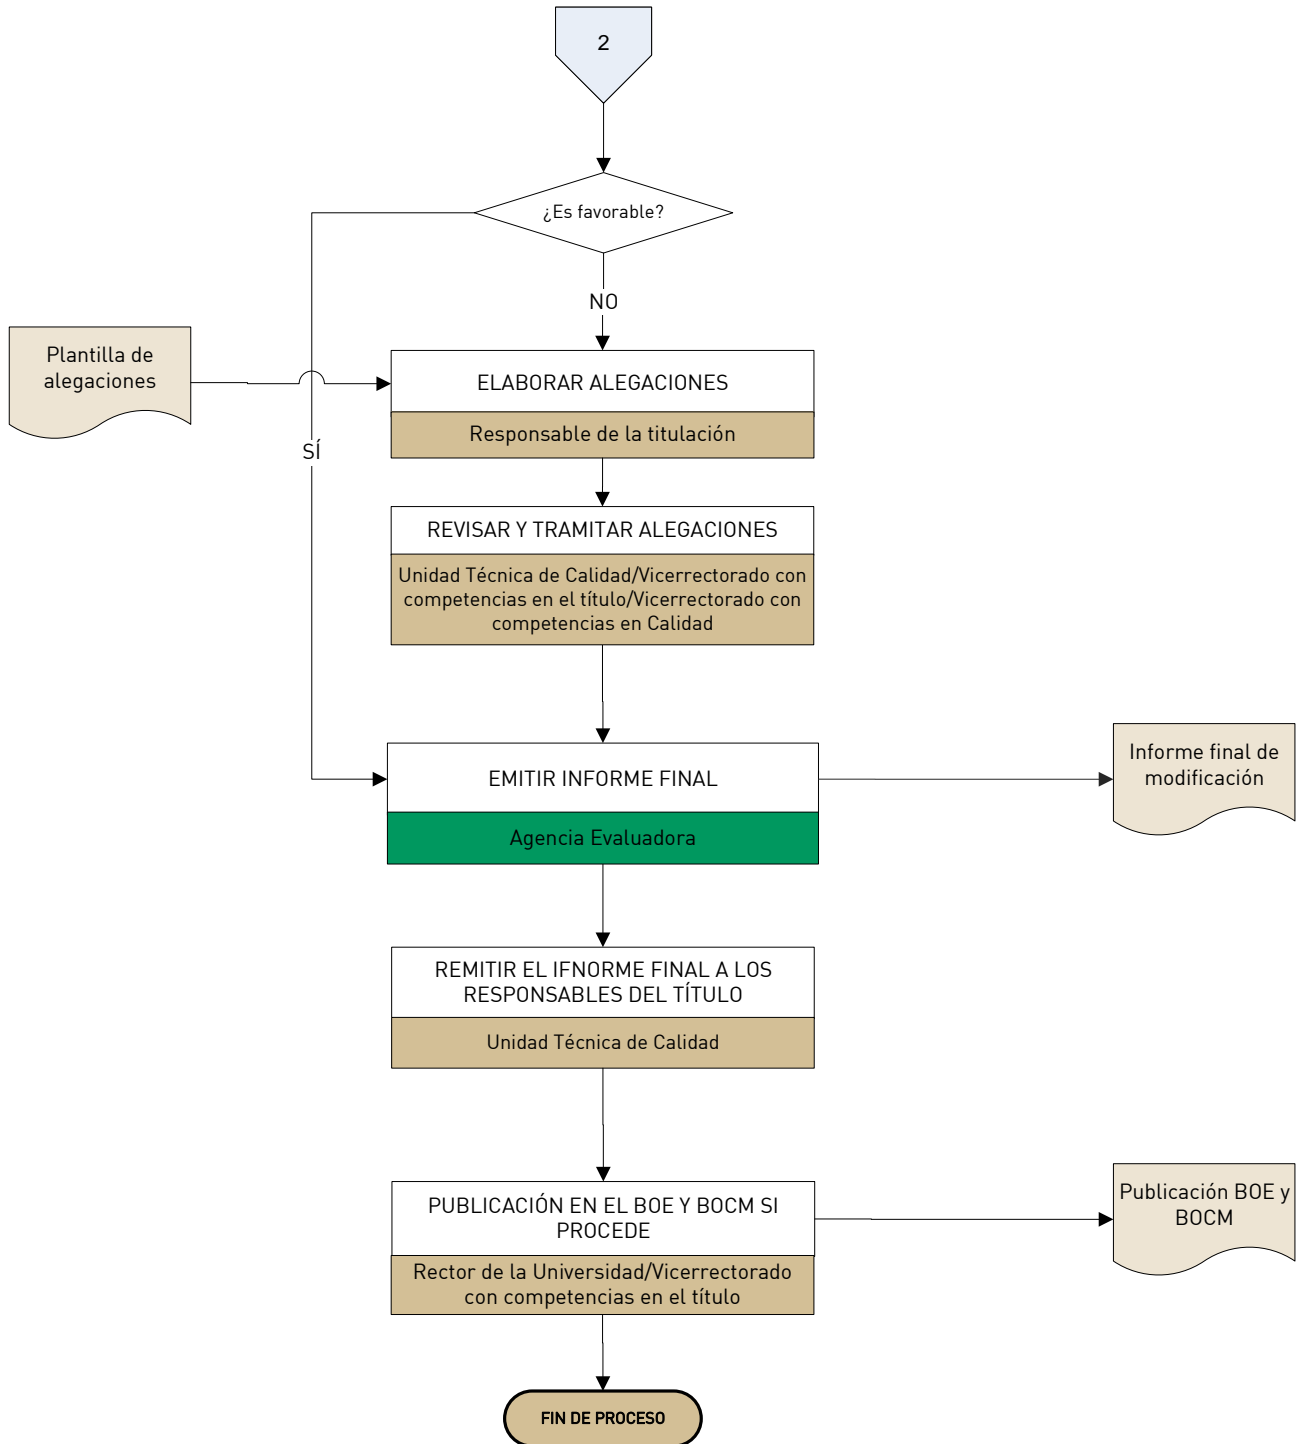 2
¿Es favorable?
NO
Plantilla de
alegaciones
ELABORAR ALEGACIONES
Responsable de la titulación
SÍ
REVISAR Y TRAMITAR ALEGACIONES
Unidad Técnica de Calidad/Vicerrectorado con
competencias en el título/Vicerrectorado con
competencias en Calidad
EMITIR INFORME FINAL
Agencia Evaluadora
Informe final de
modificación
REMITIR EL IFNORME FINAL A LOS
RESPONSABLES DEL TÍTULO
Unidad Técnica de Calidad
PUBLICACIÓN EN EL BOE Y BOCM SI
PROCEDE
Rector de la Universidad/Vicerrectorado
con competencias en el título
Publicación BOE y
BOCM
FIN DE PROCESO